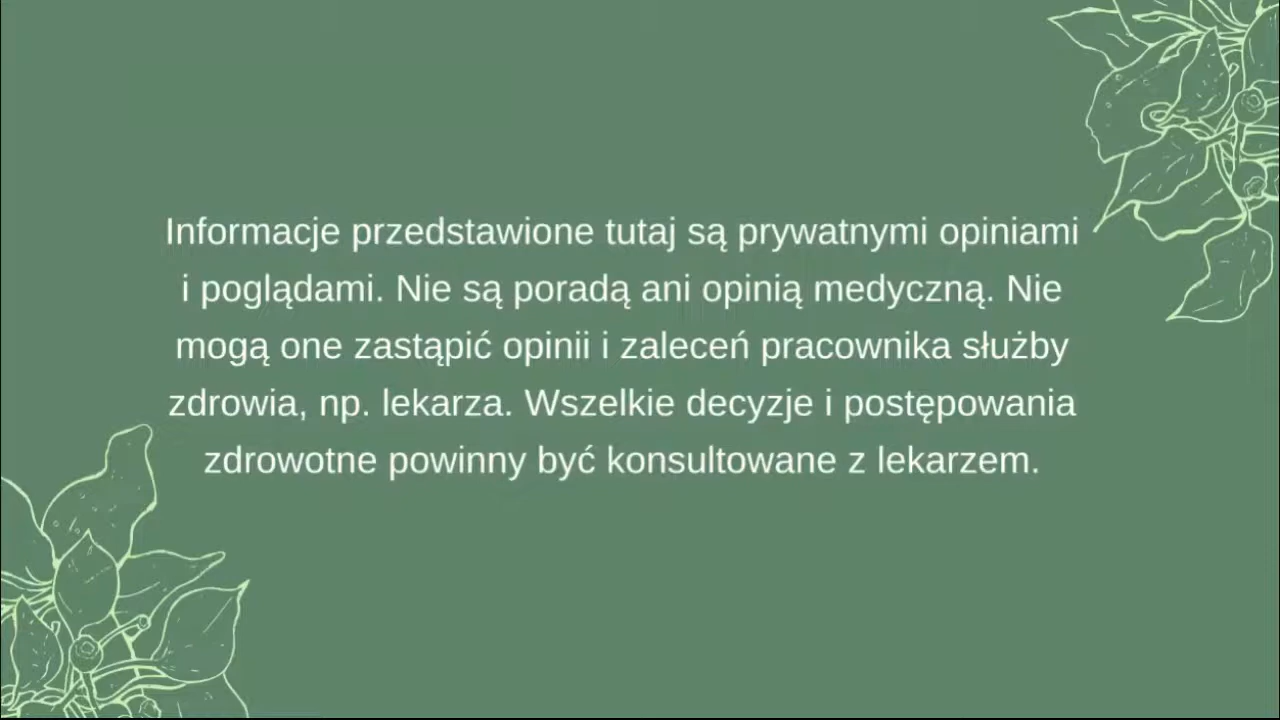 Informacje przedstawione tutaj są prywatnymi opiniami
i poglądami. Nie są poradą ani opinią medyczną. Nie
mogą one zastąpić opinii i zaleceń pracownika służby
zdrowia, np. lekarza. Wszelkie decyzje i postępowania
zdrowotne powinny być konsultowane z lekarzem.